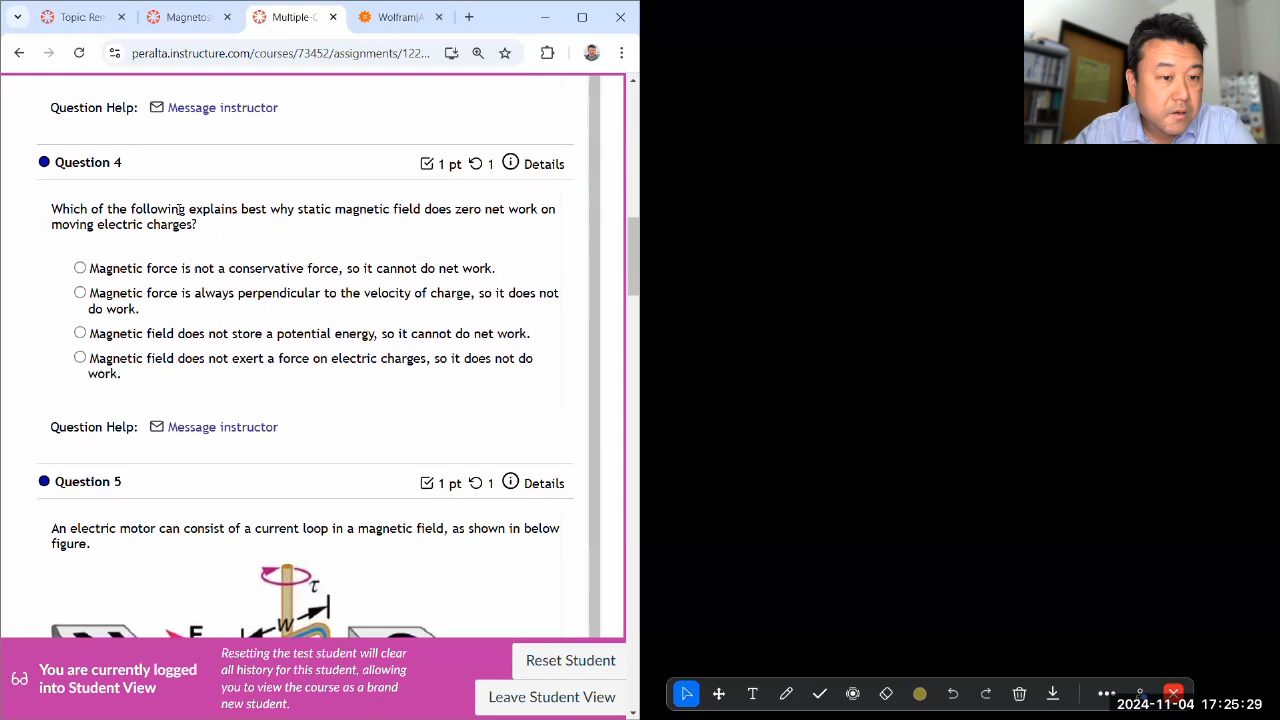 Topic: Rem
Magnetos
Multiple-C
Wolfram|A
peralta.instructure.com/courses/73452/assignments/122...
Question Help: Message instructor
Question 4
1 pt 1 Details
Which of the following explains best why static magnetic field does zero net work on
moving electric charges?
Magnetic force is not a conservative force, so it cannot do net work.
Magnetic force is always perpendicular to the velocity of charge, so it does not
do work.
Magnetic field does not store a potential energy, so it cannot do net work.
Magnetic field does not exert a force on electric charges, so it does not do
work.
Question Help: Message instructor
Question 5
1 pt 1 Details
An electric motor can consist of a current loop in a magnetic field, as shown in below
figure.
τ
w
F
You are currently logged
into Student View
Resetting the test student will clear
all history for this student, allowing
you to view the course as a brand
new student.
Reset Student
Leave Student View
T
2024-11-04 17:25:29